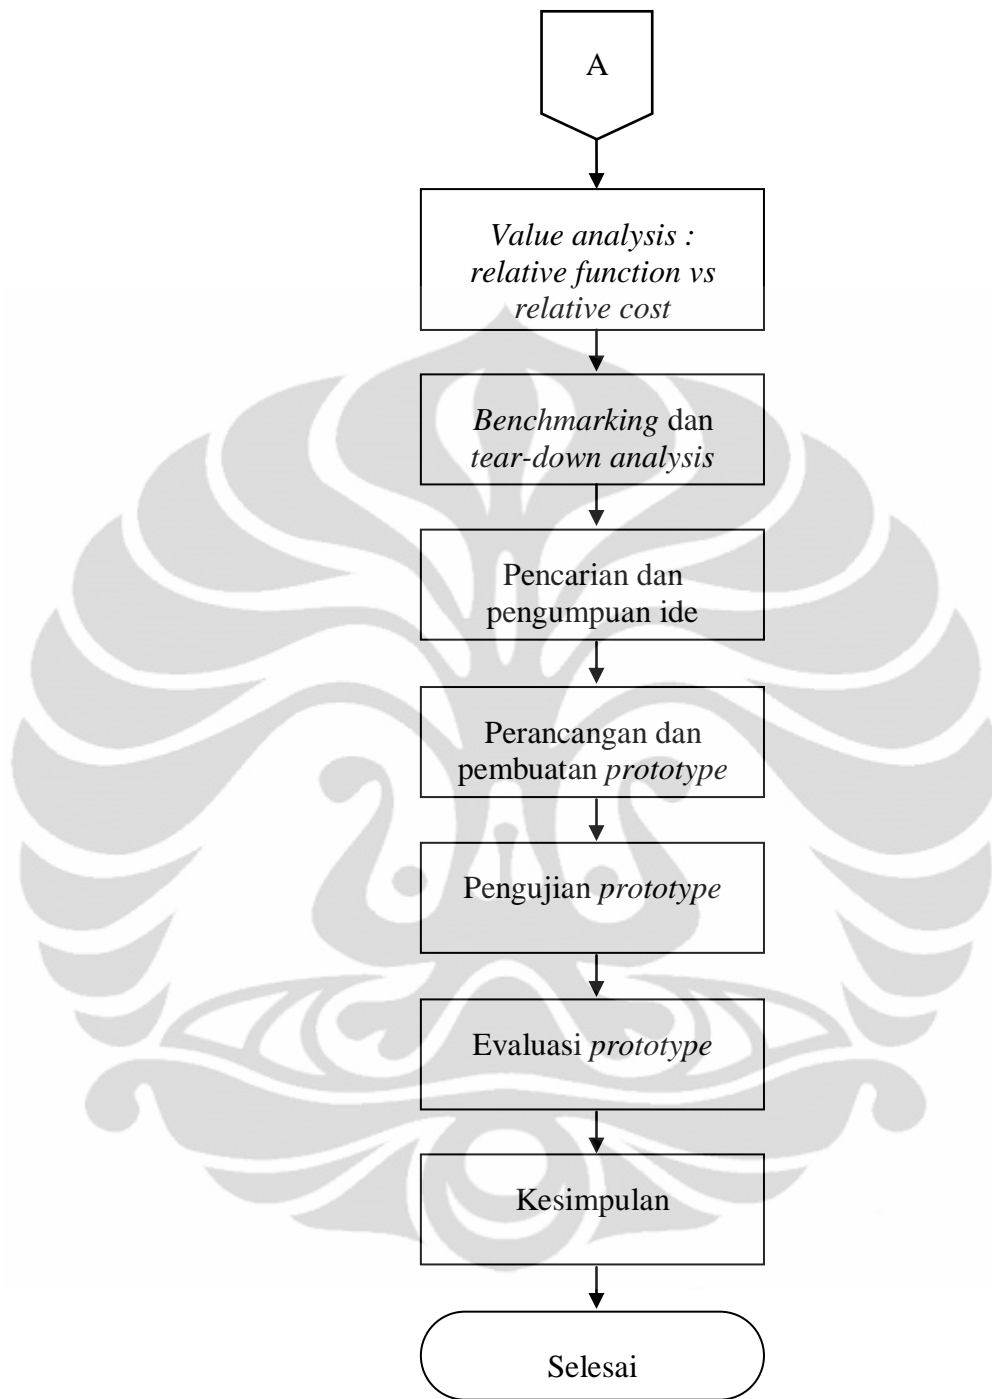 A
Value analysis :
relative function vs
relative cost
Benchmarking dan
tear-down analysis
Pencarian dan
pengumpuan ide
Perancangan dan
pembuatan prototype
Pengujian prototype
Evaluasi prototype
Kesimpulan
Selesai